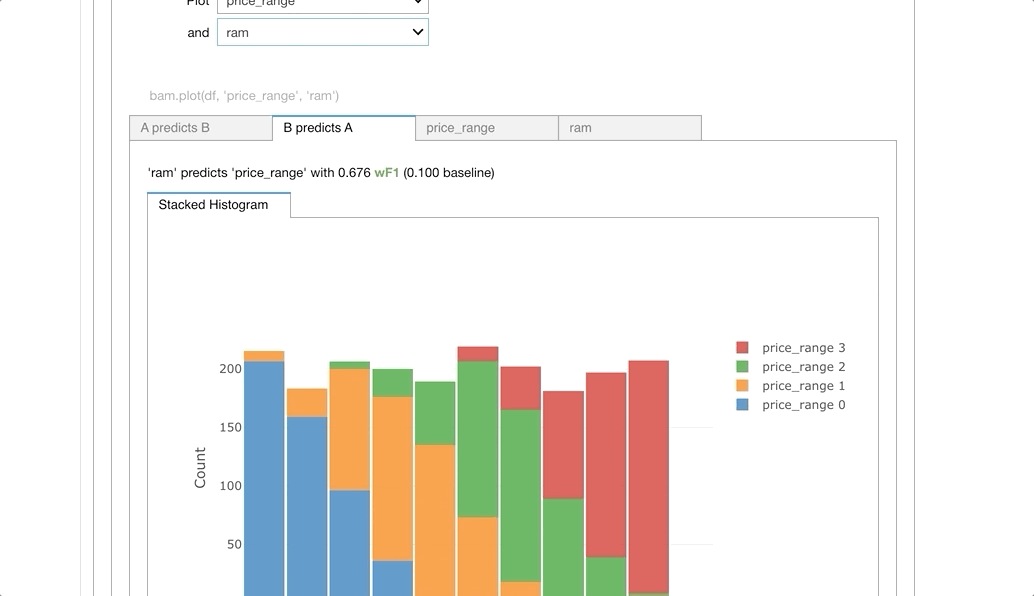 Plot price_range
and ram
bam.plot(df, 'price_range', 'ram')
A predicts B
B predicts A
price_range
ram
'ram' predicts 'price_range' with 0.676 wF1 (0.100 baseline)
Stacked Histogram
200
150
100
50
Count
price_range 3
price_range 2
price_range 1
price_range 0